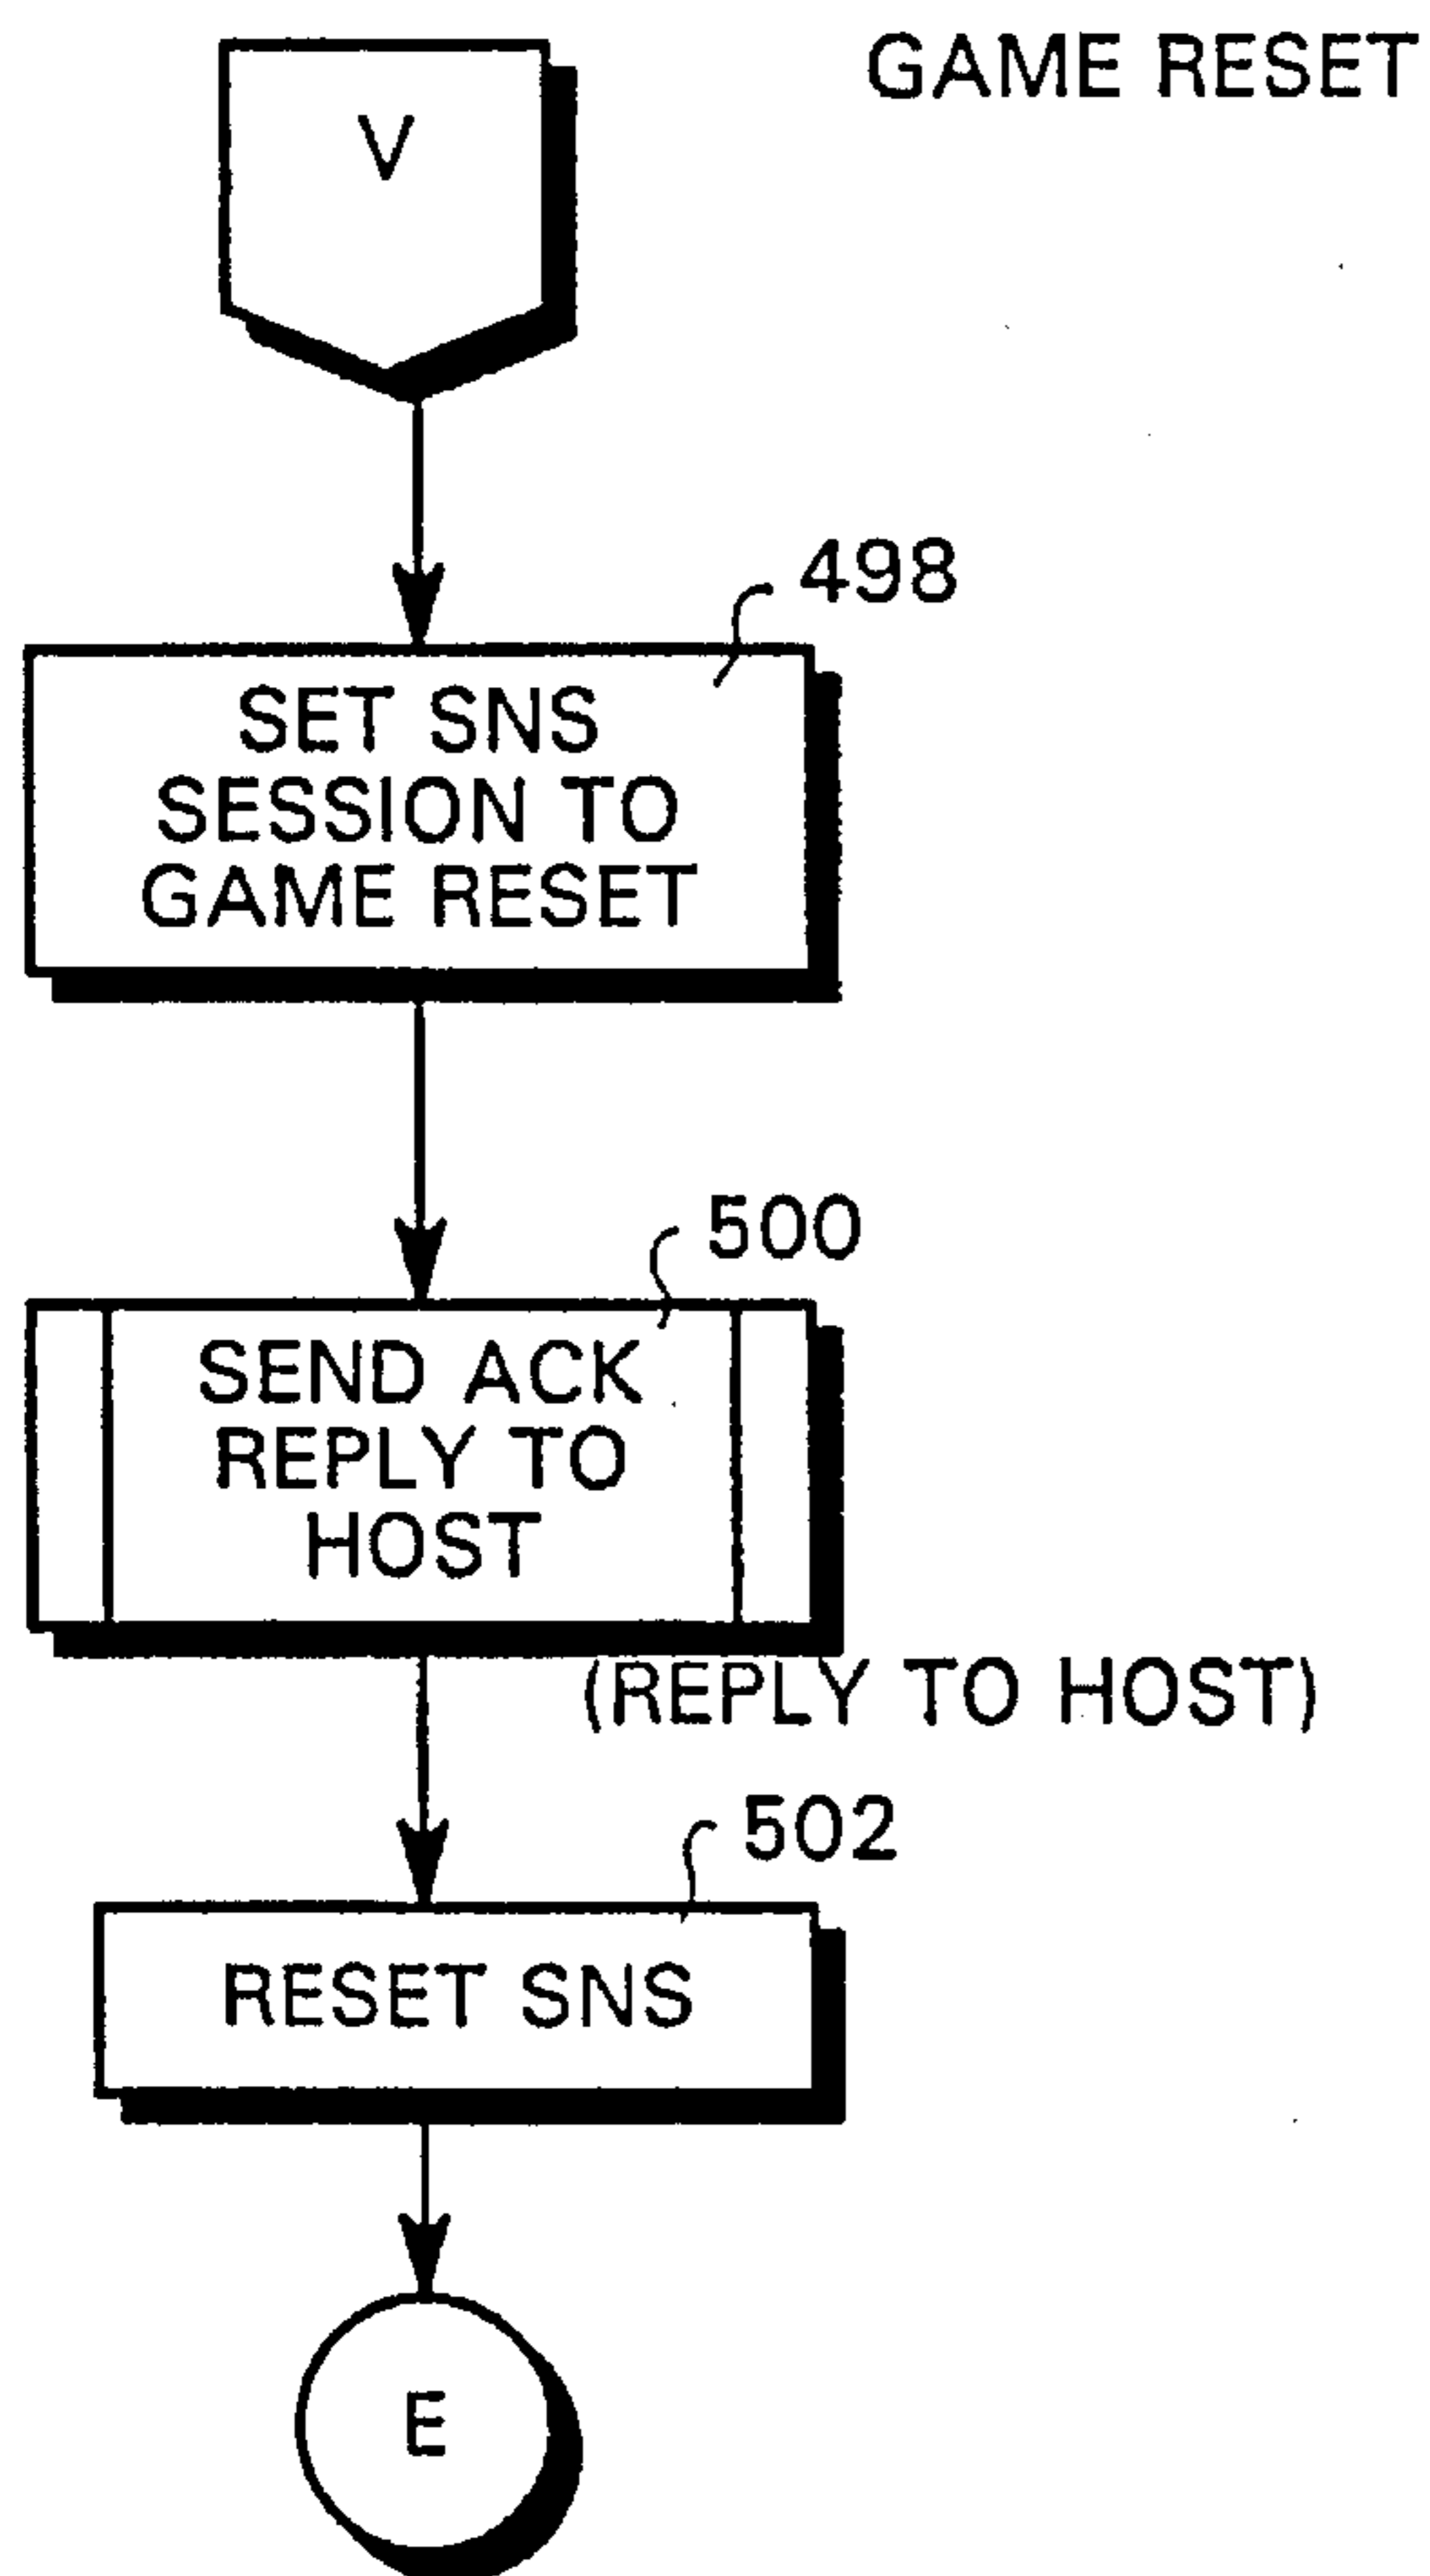 GAME RESET
V
498
SET SNS
SESSION TO
GAME RESET
500
SEND ACK
REPLY TO
HOST
(REPLY TO HOST)
502
RESET SNS
E